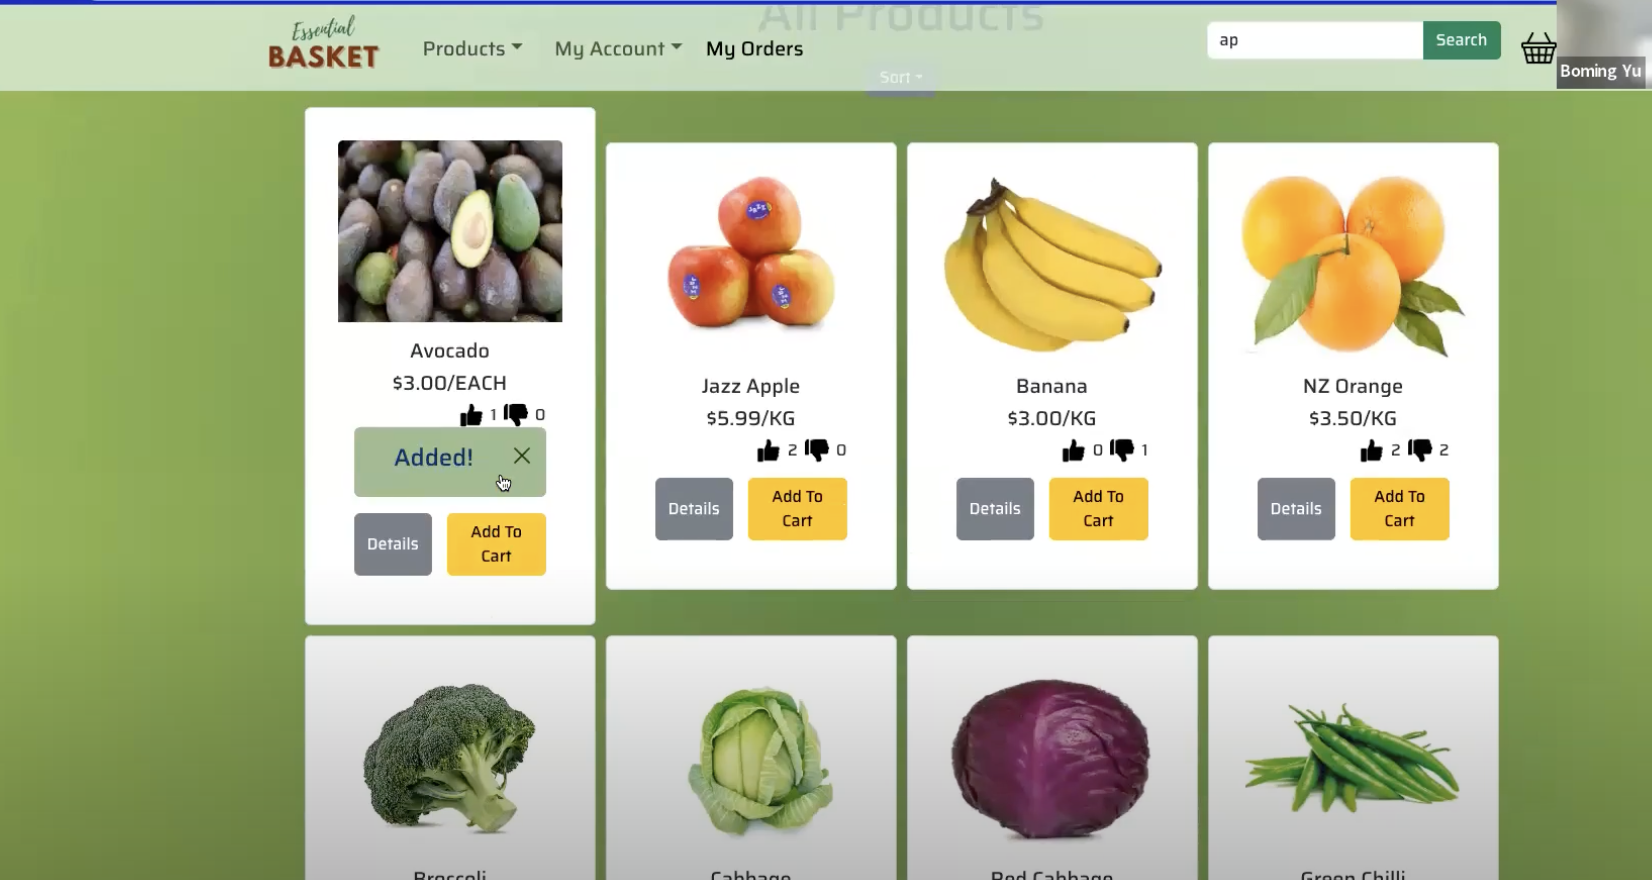 All Products
Essential
BASKET
Products
My Account
My Orders
ap
Search
Sort
Boming Yu
Avocado
$3.00/EACH
1 0
Added!
Details
Add To
Cart
Jazz Apple
$5.99/KG
2 0
Details
Add To
Cart
Banana
$3.00/KG
0 1
Details
Add To
Cart
NZ Orange
$3.50/KG
2 2
Details
Add To
Cart
Broccoli
Cabbage
Red Cabbage
Green Chilli